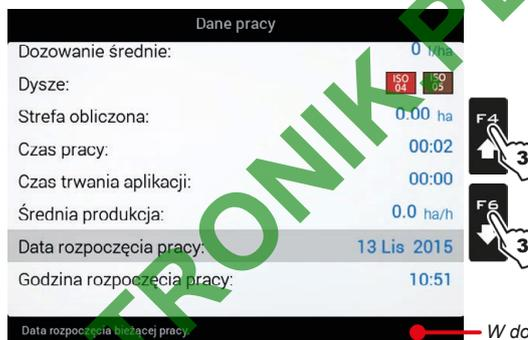 Dane pracy
Dozowanie średnie: 0 l/ha
Dysze: ISO 04 ISO 05
Strefa obliczona: 0.00 ha
Czas pracy: 00:02
Czas trwania aplikacji: 00:00
Średnia produkcja: 0.0 ha/h
Data rozpoczęcia pracy: 13 Lis 2015
Godzina rozpoczęcia pracy: 10:51
Data rozpoczęcia bieżącej pracy.
F4
3
F6
3
W do
TRONIK